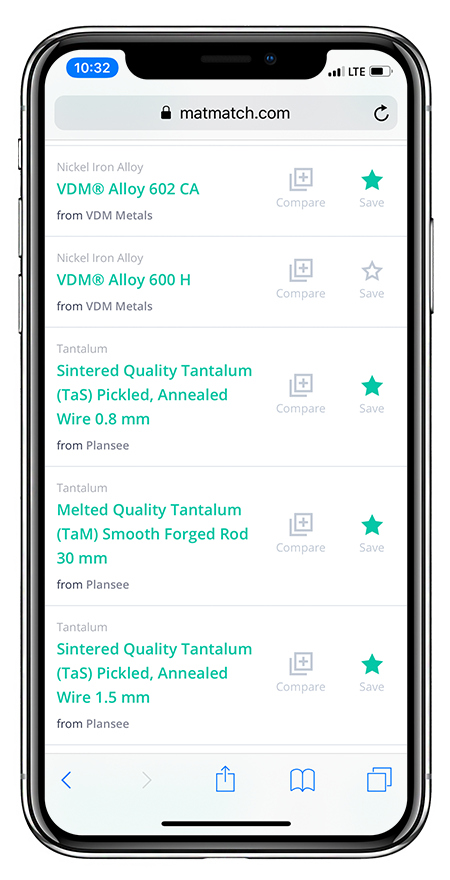 10:32
LTE
matmatch.com
Nickel Iron Alloy
VDM® Alloy 602 CA
from VDM Metals
Compare
Save
Nickel Iron Alloy
VDM® Alloy 600 H
from VDM Metals
Compare
Save
Tantalum
Sintered Quality Tantalum
(TaS) Pickled, Annealed
Wire 0.8 mm
from Plansee
Compare
Save
Tantalum
Melted Quality Tantalum
(TaM) Smooth Forged Rod
30 mm
from Plansee
Compare
Save
Tantalum
Sintered Quality Tantalum
(TaS) Pickled, Annealed
Wire 1.5 mm
from Plansee
Compare
Save